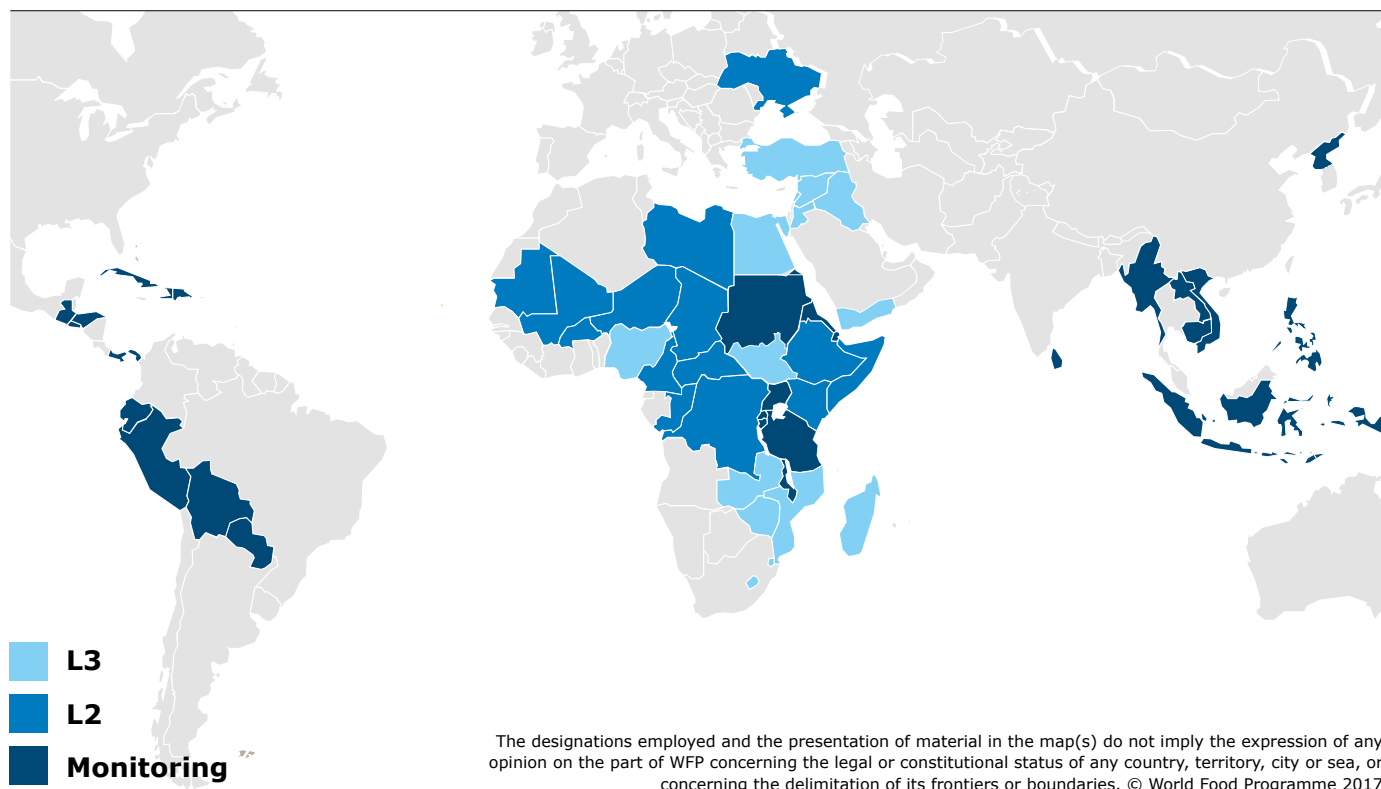 L3
L2
Monitoring
The designations employed and the presentation of material in the map(s) do not imply the expression of any
opinion on the part of WFP concerning the legal or constitutional status of any country, territory, city or sea, or
concerning the delimitation of its frontiers or boundaries. © World Food Programme 2017